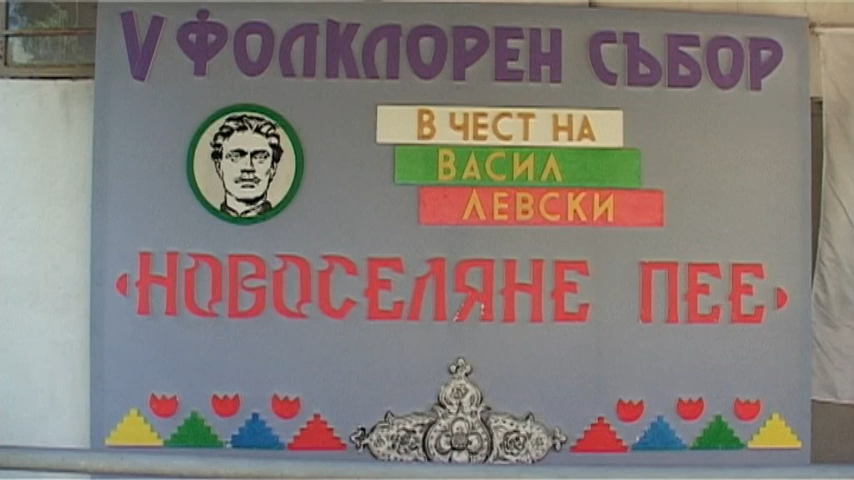 V ФОЛКЛОРЕН СЪБОР
В ЧЕСТ НА
ВАСИЛ
ЛЕВСКИ
НОВОСЕЛЯНЕ ПЕЕ